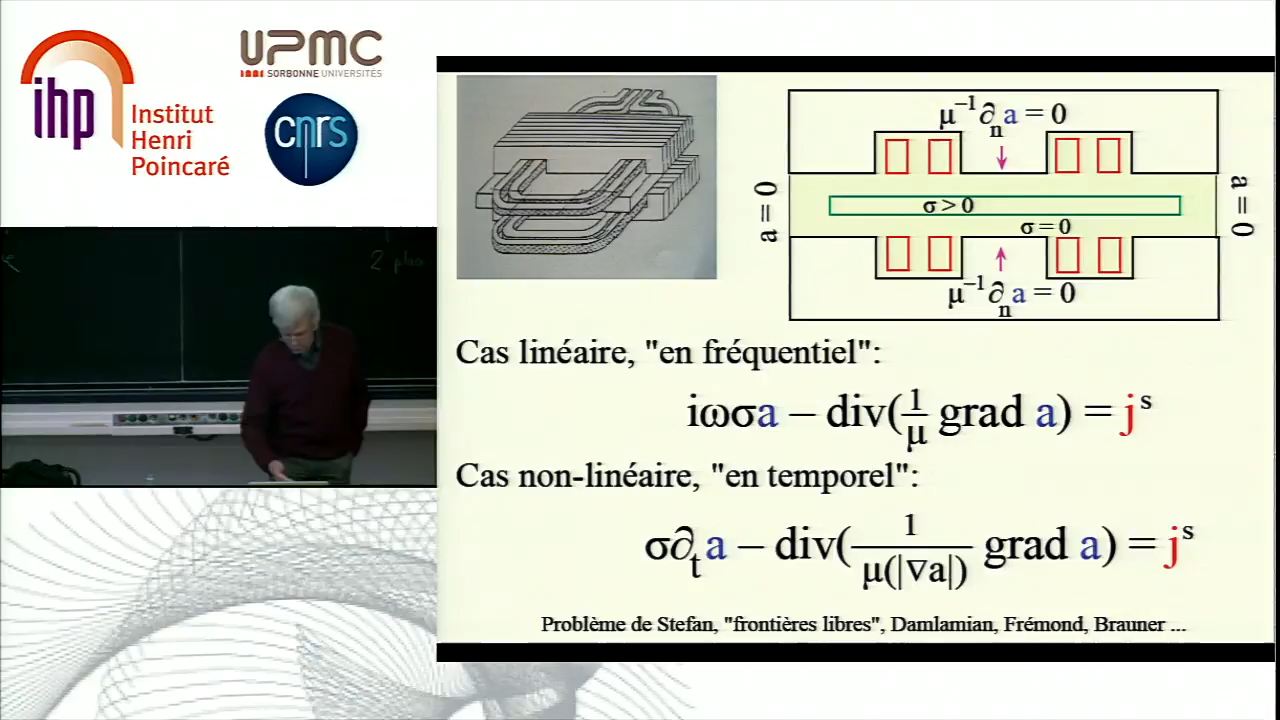 ihp
Institut
Henri
Poincaré
UPMC
SORBONNE UNIVERSITÉS
cnrs
2
μ⁻¹∂ₙa = 0
a = 0
σ > 0
σ = 0
a = 0
μ⁻¹∂ₙa = 0
Cas linéaire, "en fréquentiel":
iωσa – div(1/μ grad a) = jˢ
Cas non-linéaire, "en temporel":
σ∂ₜa – div(1/μ(|∇a|) grad a) = jˢ
Problème de Stefan, "frontières libres", Damlamian, Frémond, Brauner ...